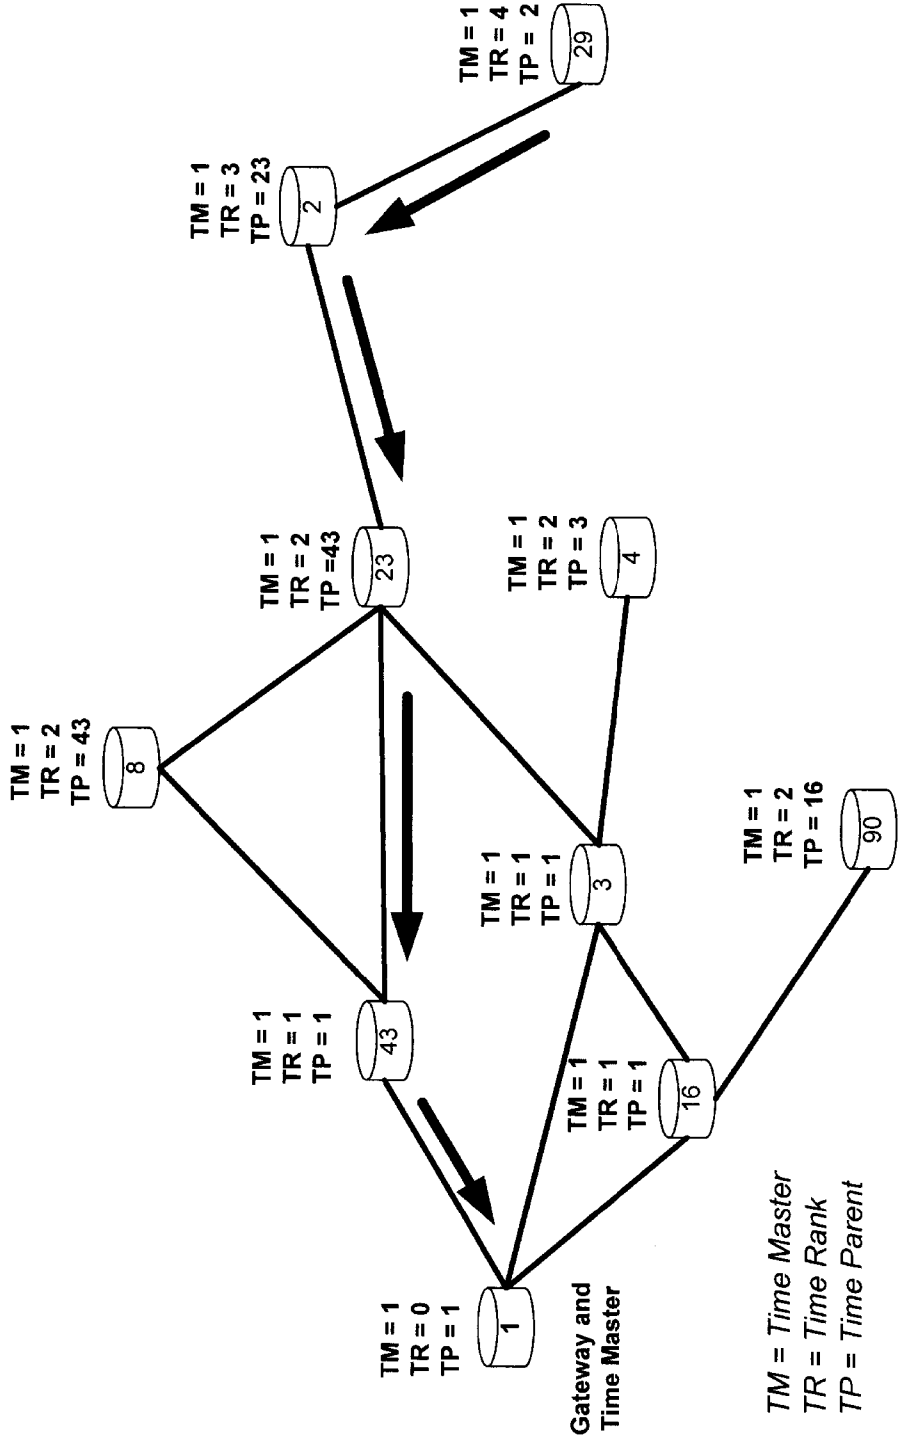 TM = 1
TR = 2
TP = 43
8
TM = 1
TR = 3
TP = 23
2
TM = 1
TR =1
TP = 1
43
TM = 1
TR = 2
TP =43
23
TM = 1
TR =0
TP = 1
1
Gateway and
Time Master
TM = 1
TR = 4
TP = 2
29
TM = 1
TR = 1
TP = 1
3
TM = 1
TR = 2
TP = 3
4
TM = 1
TR = 1
TP = 1
16
TM = 1
TR = 2
TP = 16
90
TM = Time Master
TR = Time Rank
TP = Time Parent